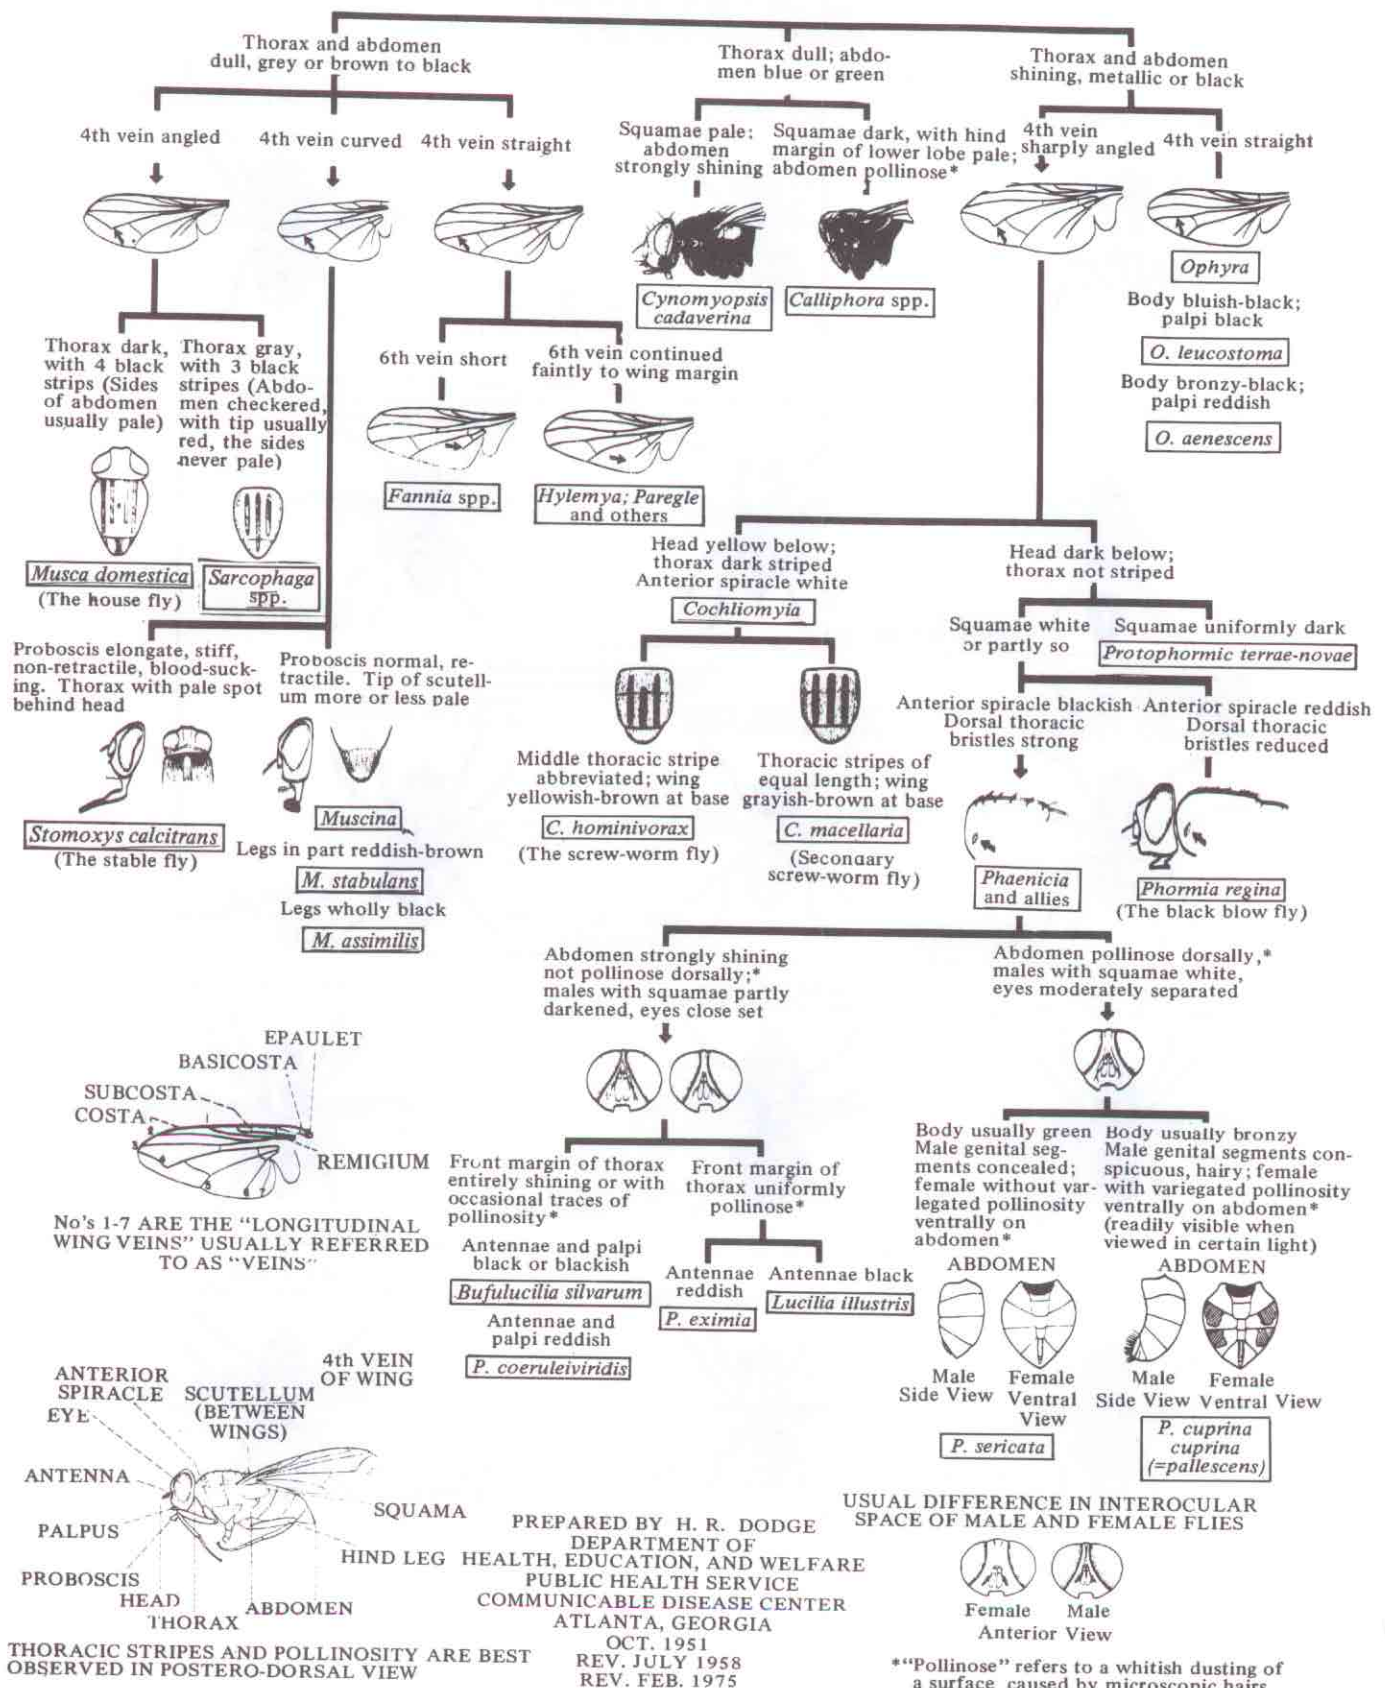 Thorax and abdomen
dull, grey or brown to black
Thorax dull; abdo-
men blue or green
Thorax and abdomen
shining, metallic or black
4th vein angled
4th vein curved
4th vein straight
Squamae pale;
abdomen
strongly shining
Squamae dark, with hind
margin of lower lobe pale;
abdomen pollinose*
4th vein
sharply angled
4th vein straight
Cynomyopsis
cadaverina
Calliphora spp.
Ophyra
Body bluish-black;
palpi black
O. leucostoma
Body bronzy-black;
palpi reddish
O. aenescens
Thorax dark,
with 4 black
strips (Sides
of abdomen
usually pale)
Thorax gray,
with 3 black
stripes (Abdo-
men checkered,
with tip usually
red, the sides
never pale)
6th vein short
6th vein continued
faintly to wing margin
Fannia spp.
Hylemya; Paregle
and others
Musca domestica
(The house fly)
Sarcophaga
spp.
Head yellow below;
thorax dark striped
Anterior spiracle white
Cochliomyia
Head dark below;
thorax not striped
Squamae white
or partly so
Squamae uniformly dark
Protophormic terrae-novae
Proboscis elongate, stiff,
non-retractile, blood-suck-
ing. Thorax with pale spot
behind head
Proboscis normal, re-
tractile. Tip of scutell-
um more or less pale
Anterior spiracle blackish
Dorsal thoracic
bristles strong
Anterior spiracle reddish
Dorsal thoracic
bristles reduced
Middle thoracic stripe
abbreviated; wing
yellowish-brown at base
C. hominivorax
(The screw-worm fly)
Thoracic stripes of
equal length; wing
grayish-brown at base
C. macellaria
(Secondary
screw-worm fly)
Stomoxys calcitrans
(The stable fly)
Muscina
Legs in part reddish-brown
M. stabulans
Legs wholly black
M. assimilis
Phaenicia
and allies
Phormia regina
(The black blow fly)
Abdomen strongly shining
not pollinose dorsally;*
males with squamae partly
darkened, eyes close set
Abdomen pollinose dorsally,*
males with squamae white,
eyes moderately separated
EPAULET
BASICOSTA
SUBCOSTA
COSTA
REMIGIUM
1
2
3
4
5
6
7
No's 1-7 ARE THE "LONGITUDINAL
WING VEINS" USUALLY REFERRED
TO AS "VEINS"
Front margin of thorax
entirely shining or with
occasional traces of
pollinosity*
Front margin of
thorax uniformly
pollinose*
Antennae and palpi
black or blackish
Bufulucilia silvarum
Antennae and
palpi reddish
P. coeruleiviridis
Antennae
reddish
P. eximia
Antennae black
Lucilia illustris
Body usually green
Male genital seg-
ments concealed;
female without var-
iegated pollinosity
ventrally on
abdomen*
Body usually bronzy
Male genital segments con-
spicuous, hairy; female
with variegated pollinosity
ventrally on abdomen*
(readily visible when
viewed in certain light)
ABDOMEN
ABDOMEN
Male
Side View
Female
Ventral
View
Male
Side View
Female
Ventral View
P. sericata
P. cuprina
cuprina
(=pallescens)
4th VEIN
OF WING
ANTERIOR
SPIRACLE
SCUTELLUM
(BETWEEN
WINGS)
EYE
ANTENNA
PALPUS
PROBOSCIS
HEAD
THORAX
ABDOMEN
HIND LEG
SQUAMA
THORACIC STRIPES AND POLLINOSITY ARE BEST
OBSERVED IN POSTERO-DORSAL VIEW
PREPARED BY H. R. DODGE
DEPARTMENT OF
HEALTH, EDUCATION, AND WELFARE
PUBLIC HEALTH SERVICE
COMMUNICABLE DISEASE CENTER
ATLANTA, GEORGIA
OCT. 1951
REV. JULY 1958
REV. FEB. 1975
USUAL DIFFERENCE IN INTEROCULAR
SPACE OF MALE AND FEMALE FLIES
Female
Male
Anterior View
*"Pollinose" refers to a whitish dusting of
a surface caused by microscopic hairs